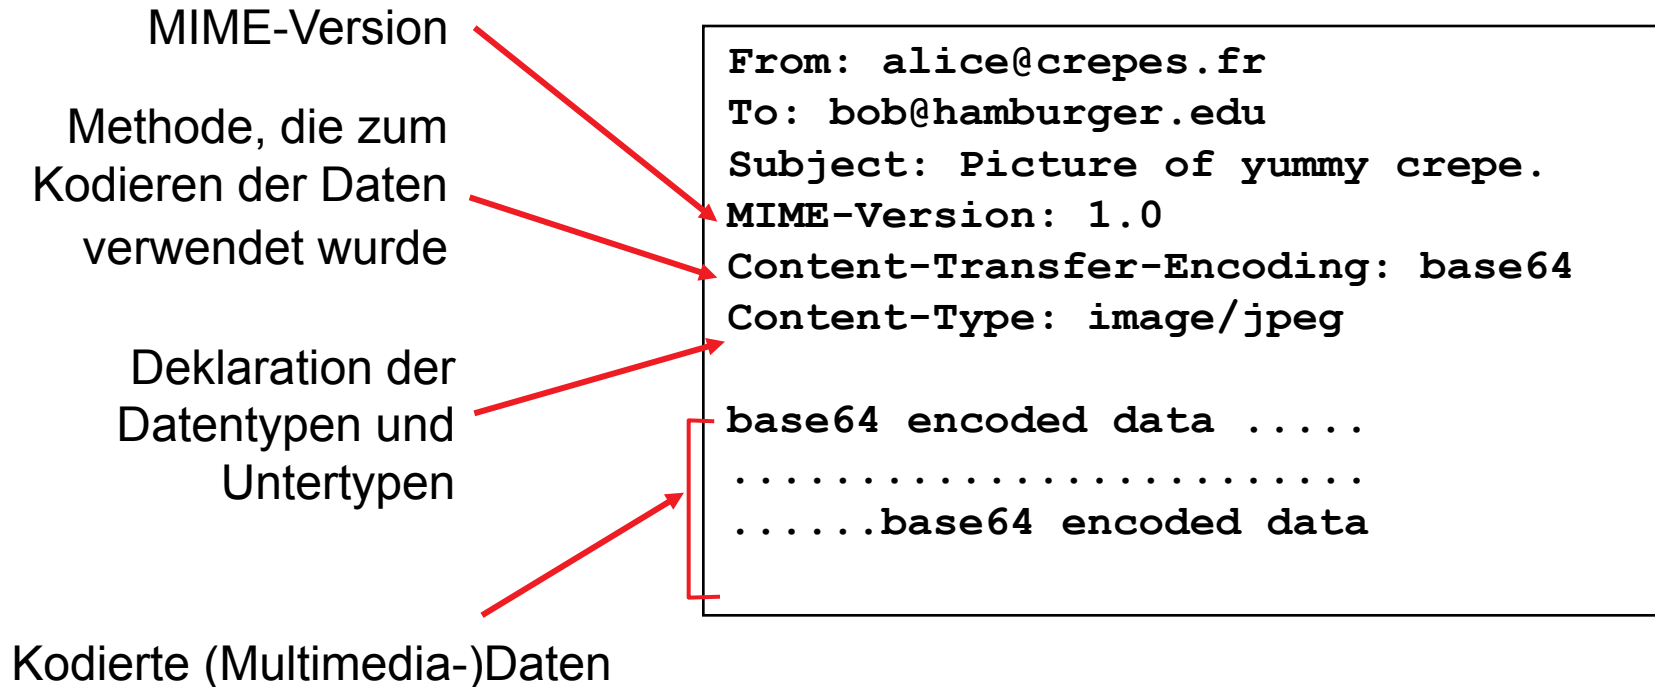 MIME-Version
Methode, die zum
Kodieren der Daten
verwendet wurde
Deklaration der
Datentypen und
Untertypen
Kodierte (Multimedia-)Daten
From: alice@crepes.fr
To: bob@hamburger.edu
Subject: Picture of yummy crepe.
MIME-Version: 1.0
Content-Transfer-Encoding: base64
Content-Type: image/jpeg
base64 encoded data .....
.........................
......base64 encoded data